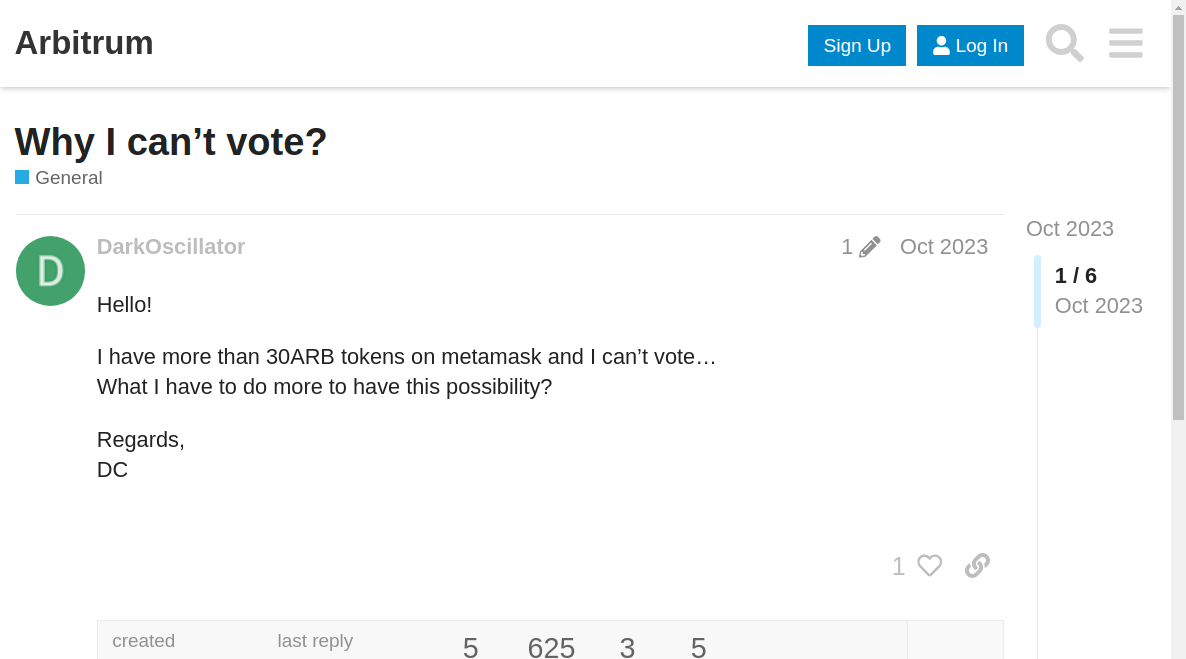 Arbitrum
Sign Up
Log In
Why I can’t vote?
General
DarkOscillator
1
Oct 2023
D
Hello!
I have more than 30ARB tokens on metamask and I can’t vote…
What I have to do more to have this possibility?
Regards,
DC
1
created
last reply
5
625
3
5
Oct 2023
1 / 6
Oct 2023